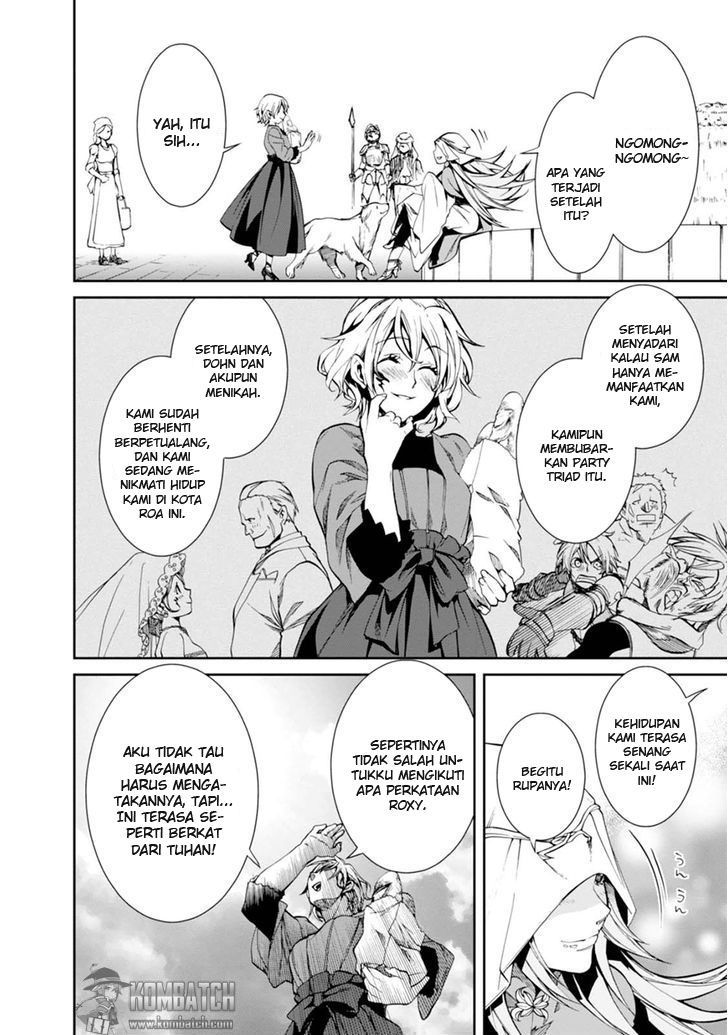 NGOMONG-
NGOMONG~
APA YANG
TERJADI
SETELAH
ITU?
YAH, ITU
SIH...
SETELAH
MENYADARI
KALAU SAM
HANYA ME-
MANFAATKAN
KAMI,
KAMIPUN
MEMBUBAR-
KAN PARTY
TRIAD ITU.
SETELAHNYA,
DOHN DAN
AKUPUN
MENIKAH.
KAMI SUDAH
BERHENTI
BERPETUALANG,
DAN KAMI
SEDANG ME-
NIKMATI HIDUP
KAMI DI KOTA
ROA INI.
KEHIDUPAN
KAMI TERASA
SENANG
SEKALI SAAT
INI!
BEGITU
RUPANYA!
うん
うん
SEPERTINYA
TIDAK SALAH UN-
TUKKU MENGIKUTI
APA PERKATAAN
ROXY.
AKU TIDAK TAU
BAGAIMANA
HARUS MENGA-
TAKANNYA, TAPI...
INI TERASA SE-
PERTI BERKAT
DARI TUHAN!
KOMBATCH
www.kombatch.com